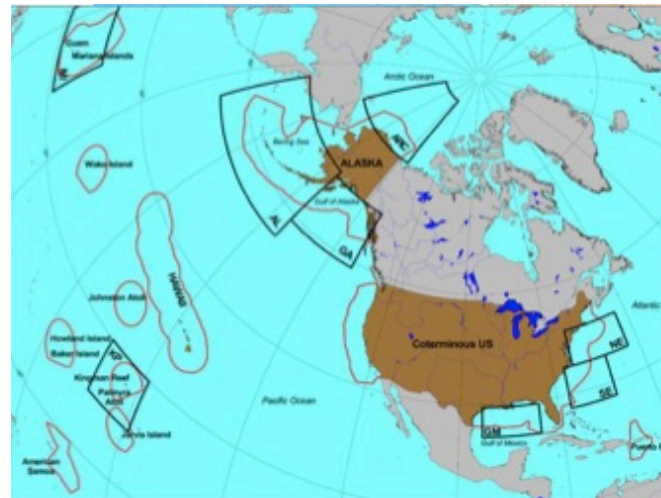 Guam
Mariana Islands
Arctic Ocean
ARC
Bering Sea
ALASKA
Wake Island
Gulf of Alaska
AL
GA
HAWAII
Johnston Atoll
Atlantic
Howland Island
Baker Island
KP
Coterminous US
NE
Kingman Reef
Palmyra
Atoll
SE
Pacific Ocean
Jarvis Island
GM
Gulf of Mexico
Puerto
American
Samoa